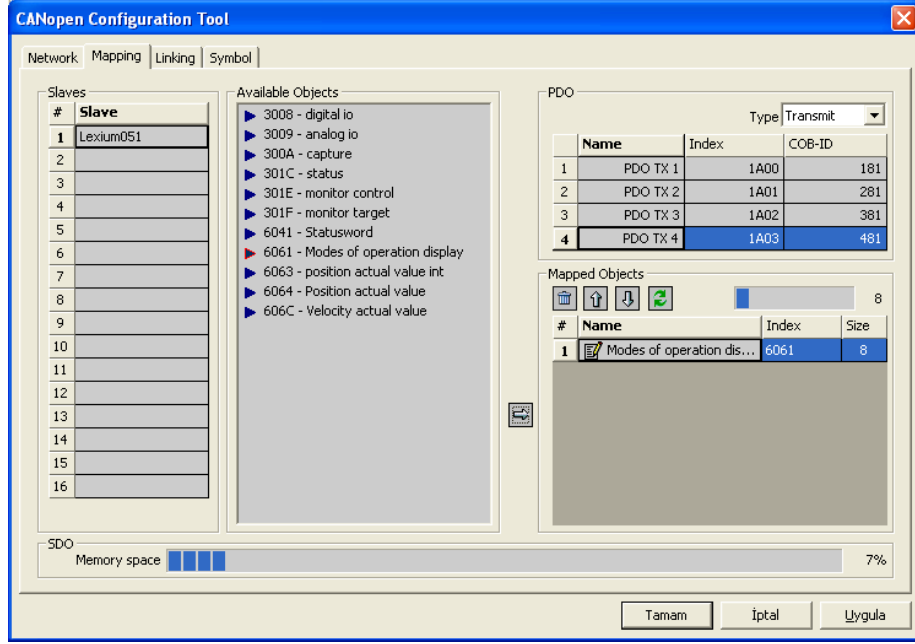 CANopen Configuration Tool
Network Mapping Linking Symbol
Slaves
# Slave
1 Lexium051
2
3
4
5
6
7
8
9
10
11
12
13
14
15
16
Available Objects
3008 - digital io
3009 - analog io
300A - capture
301C - status
301E - monitor control
301F - monitor target
6041 - Statusword
6061 - Modes of operation display
6063 - position actual value int
6064 - Position actual value
606C - Velocity actual value
PDO
Type Transmit
Name Index COB-ID
1 PDO TX 1 1A00 181
2 PDO TX 2 1A01 281
3 PDO TX 3 1A02 381
4 PDO TX 4 1A03 481
Mapped Objects
8
# Name Index Size
1 Modes of operation dis... 6061 8
SDO
Memory space 7%
Tamam İptal Uygula